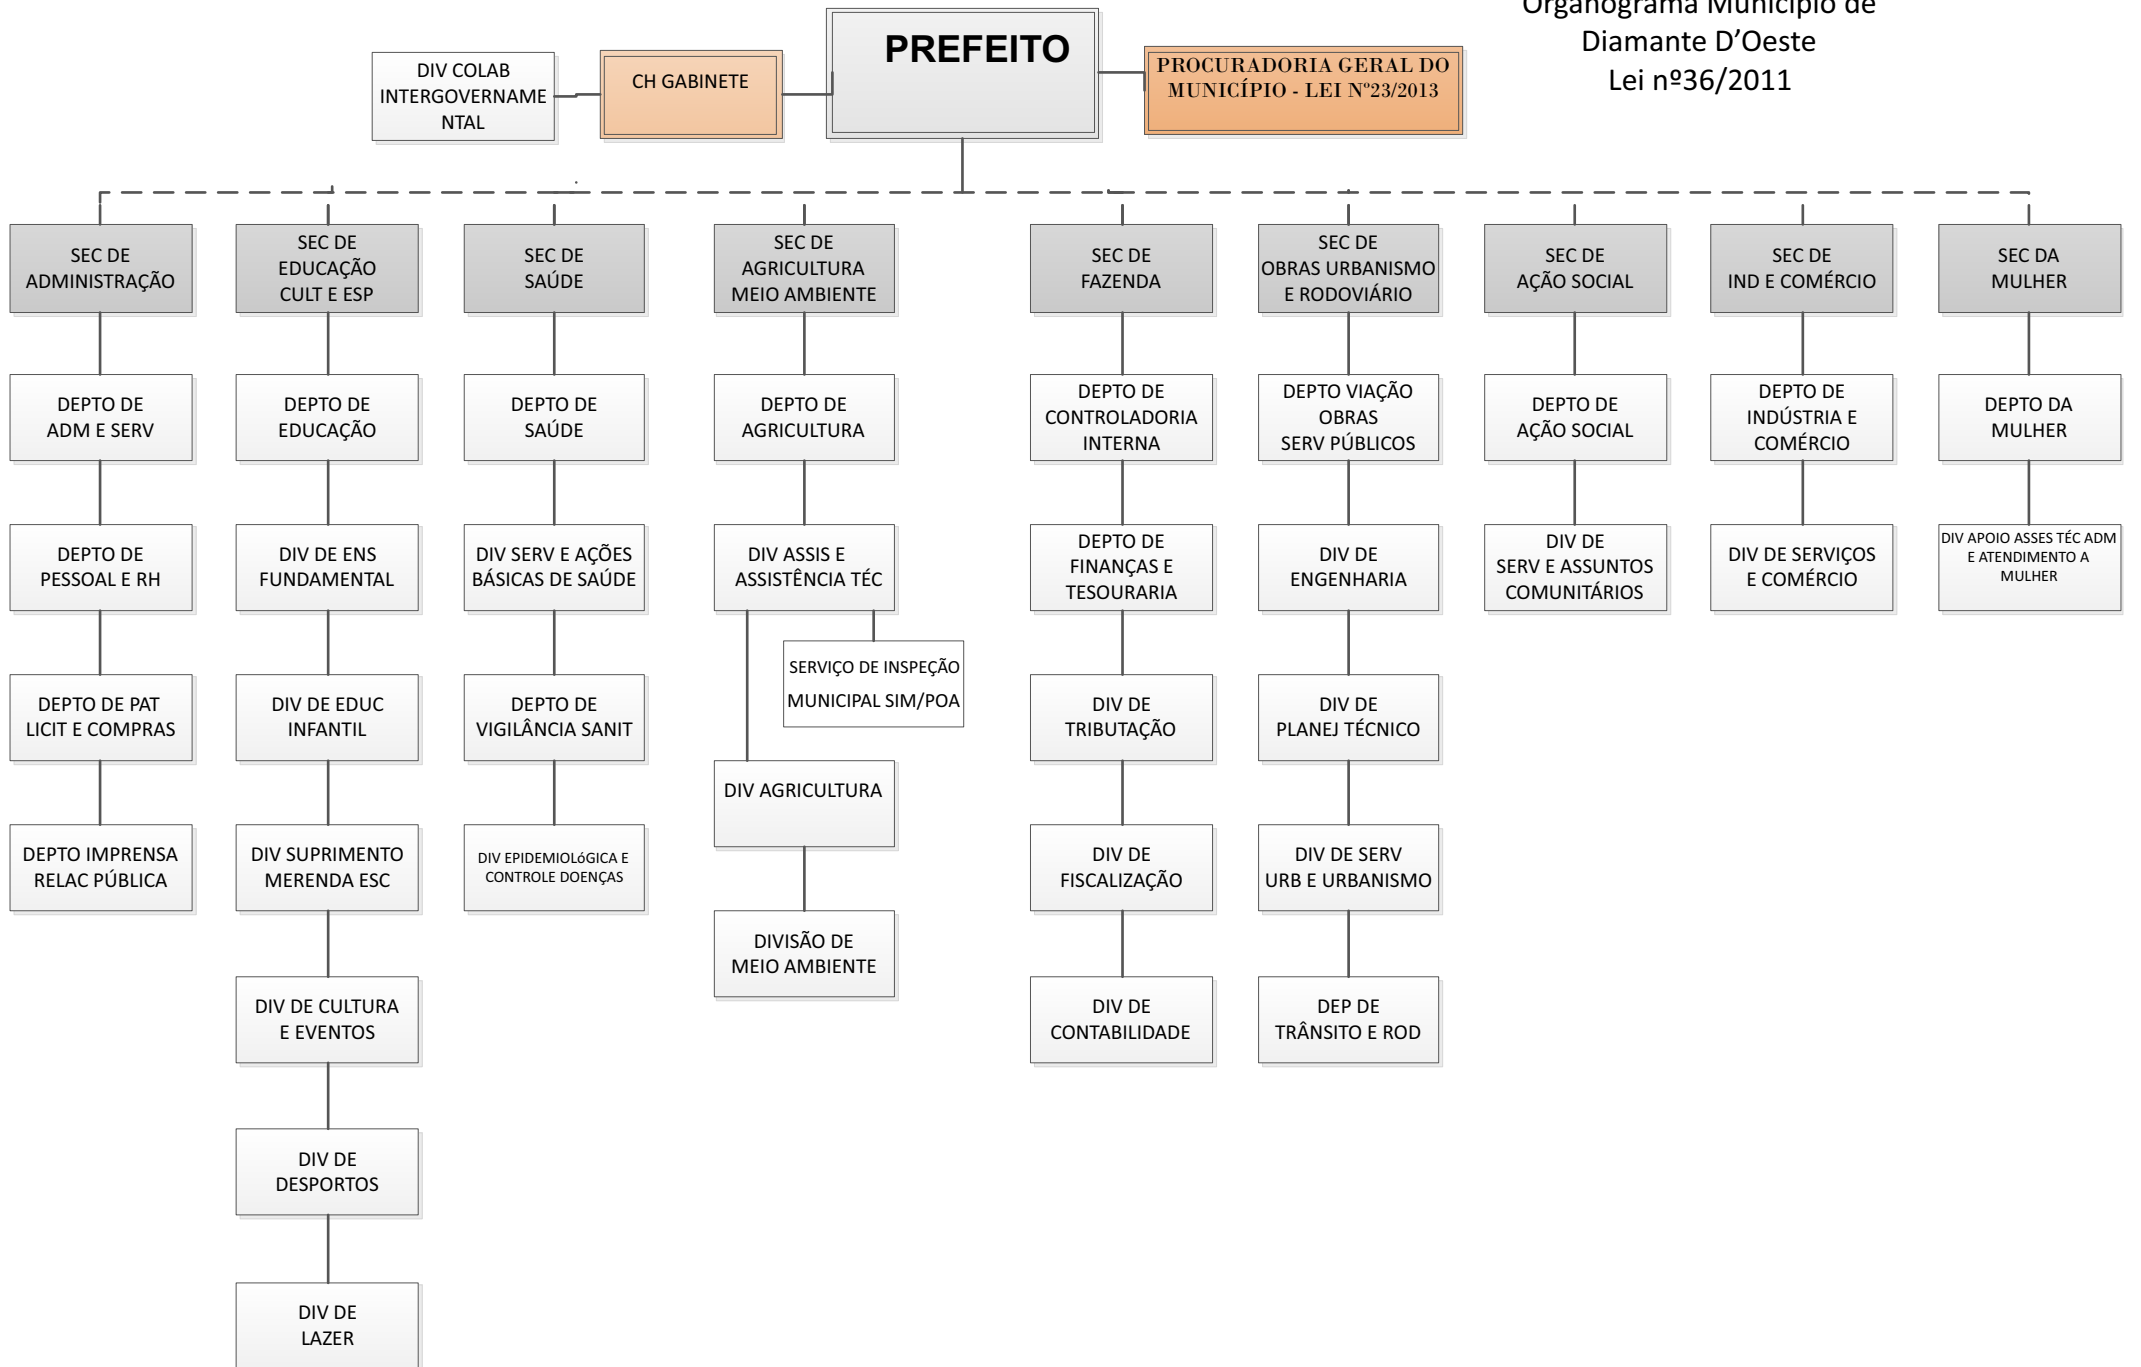 Organograma Município de
Diamante D'Oeste
Lei nº36/2011
PREFEITO
DIV COLAB
INTERGOVERNAME
NTAL
CH GABINETE
PROCURADORIA GERAL DO
MUNICÍPIO - LEI Nº23/2013
SEC DE
ADMINISTRAÇÃO
SEC DE
EDUCAÇÃO
CULT E ESP
SEC DE
SAÚDE
SEC DE
AGRICULTURA
MEIO AMBIENTE
SEC DE
FAZENDA
SEC DE
OBRAS URBANISMO
E RODOVIÁRIO
SEC DE
AÇÃO SOCIAL
SEC DE
IND E COMÉRCIO
SEC DA
MULHER
DEPTO DE
ADM E SERV
DEPTO DE
EDUCAÇÃO
DEPTO DE
SAÚDE
DEPTO DE
AGRICULTURA
DEPTO DE
CONTROLADORIA
INTERNA
DEPTO VIAÇÃO
OBRAS
SERV PÚBLICOS
DEPTO DE
AÇÃO SOCIAL
DEPTO DE
INDÚSTRIA E
COMÉRCIO
DEPTO DA
MULHER
DEPTO DE
PESSOAL E RH
DIV DE ENS
FUNDAMENTAL
DIV SERV E AÇÕES
BÁSICAS DE SAÚDE
DIV ASSIS E
ASSISTÊNCIA TÉC
DEPTO DE
FINANÇAS E
TESOURARIA
DIV DE
ENGENHARIA
DIV DE
SERV E ASSUNTOS
COMUNITÁRIOS
DIV DE SERVIÇOS
E COMÉRCIO
DIV APOIO ASSES TÉC ADM
E ATENDIMENTO A
MULHER
SERVIÇO DE INSPEÇÃO
MUNICIPAL SIM/POA
DEPTO DE PAT
LICIT E COMPRAS
DIV DE EDUC
INFANTIL
DEPTO DE
VIGILÂNCIA SANIT
DIV DE
TRIBUTAÇÃO
DIV DE
PLANEJ TÉCNICO
DIV AGRICULTURA
DEPTO IMPRENSA
RELAC PÚBLICA
DIV SUPRIMENTO
MERENDA ESC
DIV EPIDEMIOLóGICA E
CONTROLE DOENÇAS
DIV DE
FISCALIZAÇÃO
DIV DE SERV
URB E URBANISMO
DIVISÃO DE
MEIO AMBIENTE
DIV DE CULTURA
E EVENTOS
DIV DE
CONTABILIDADE
DEP DE
TRÂNSITO E ROD
DIV DE
DESPORTOS
DIV DE
LAZER